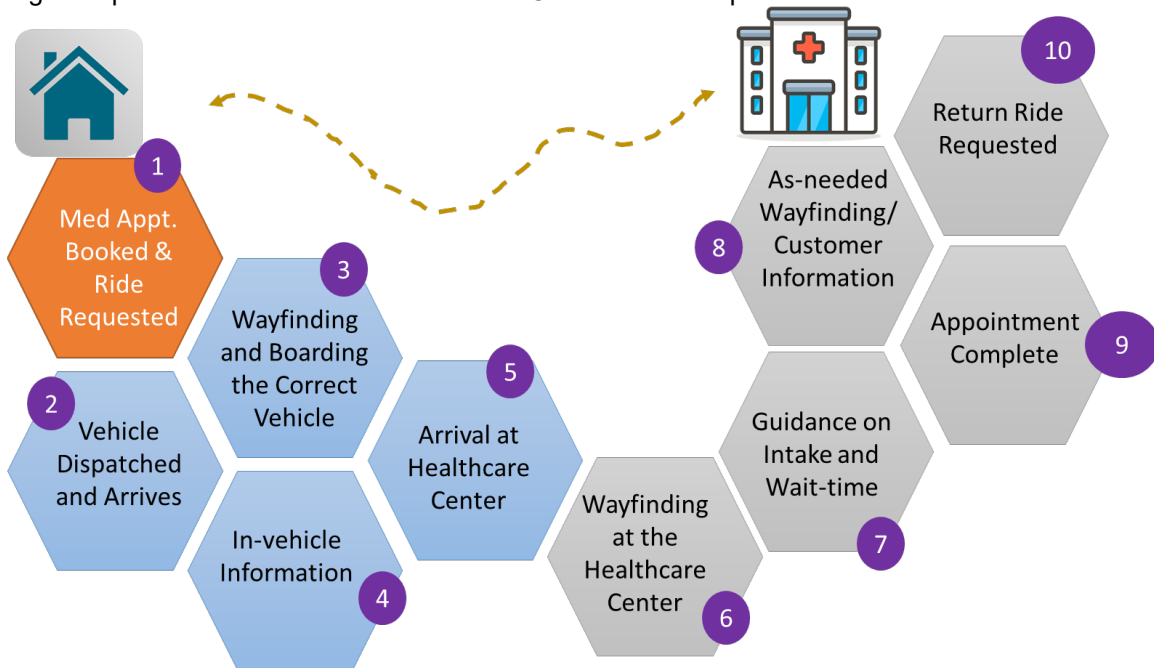 1
Med Appt.
Booked &
Ride
Requested
2
Vehicle
Dispatched
and Arrives
3
Wayfinding
and Boarding
the Correct
Vehicle
4
In-vehicle
Information
5
Arrival at
Healthcare
Center
6
Wayfinding
at the
Healthcare
Center
7
Guidance on
Intake and
Wait-time
8
As-needed
Wayfinding/
Customer
Information
9
Appointment
Complete
10
Return Ride
Requested